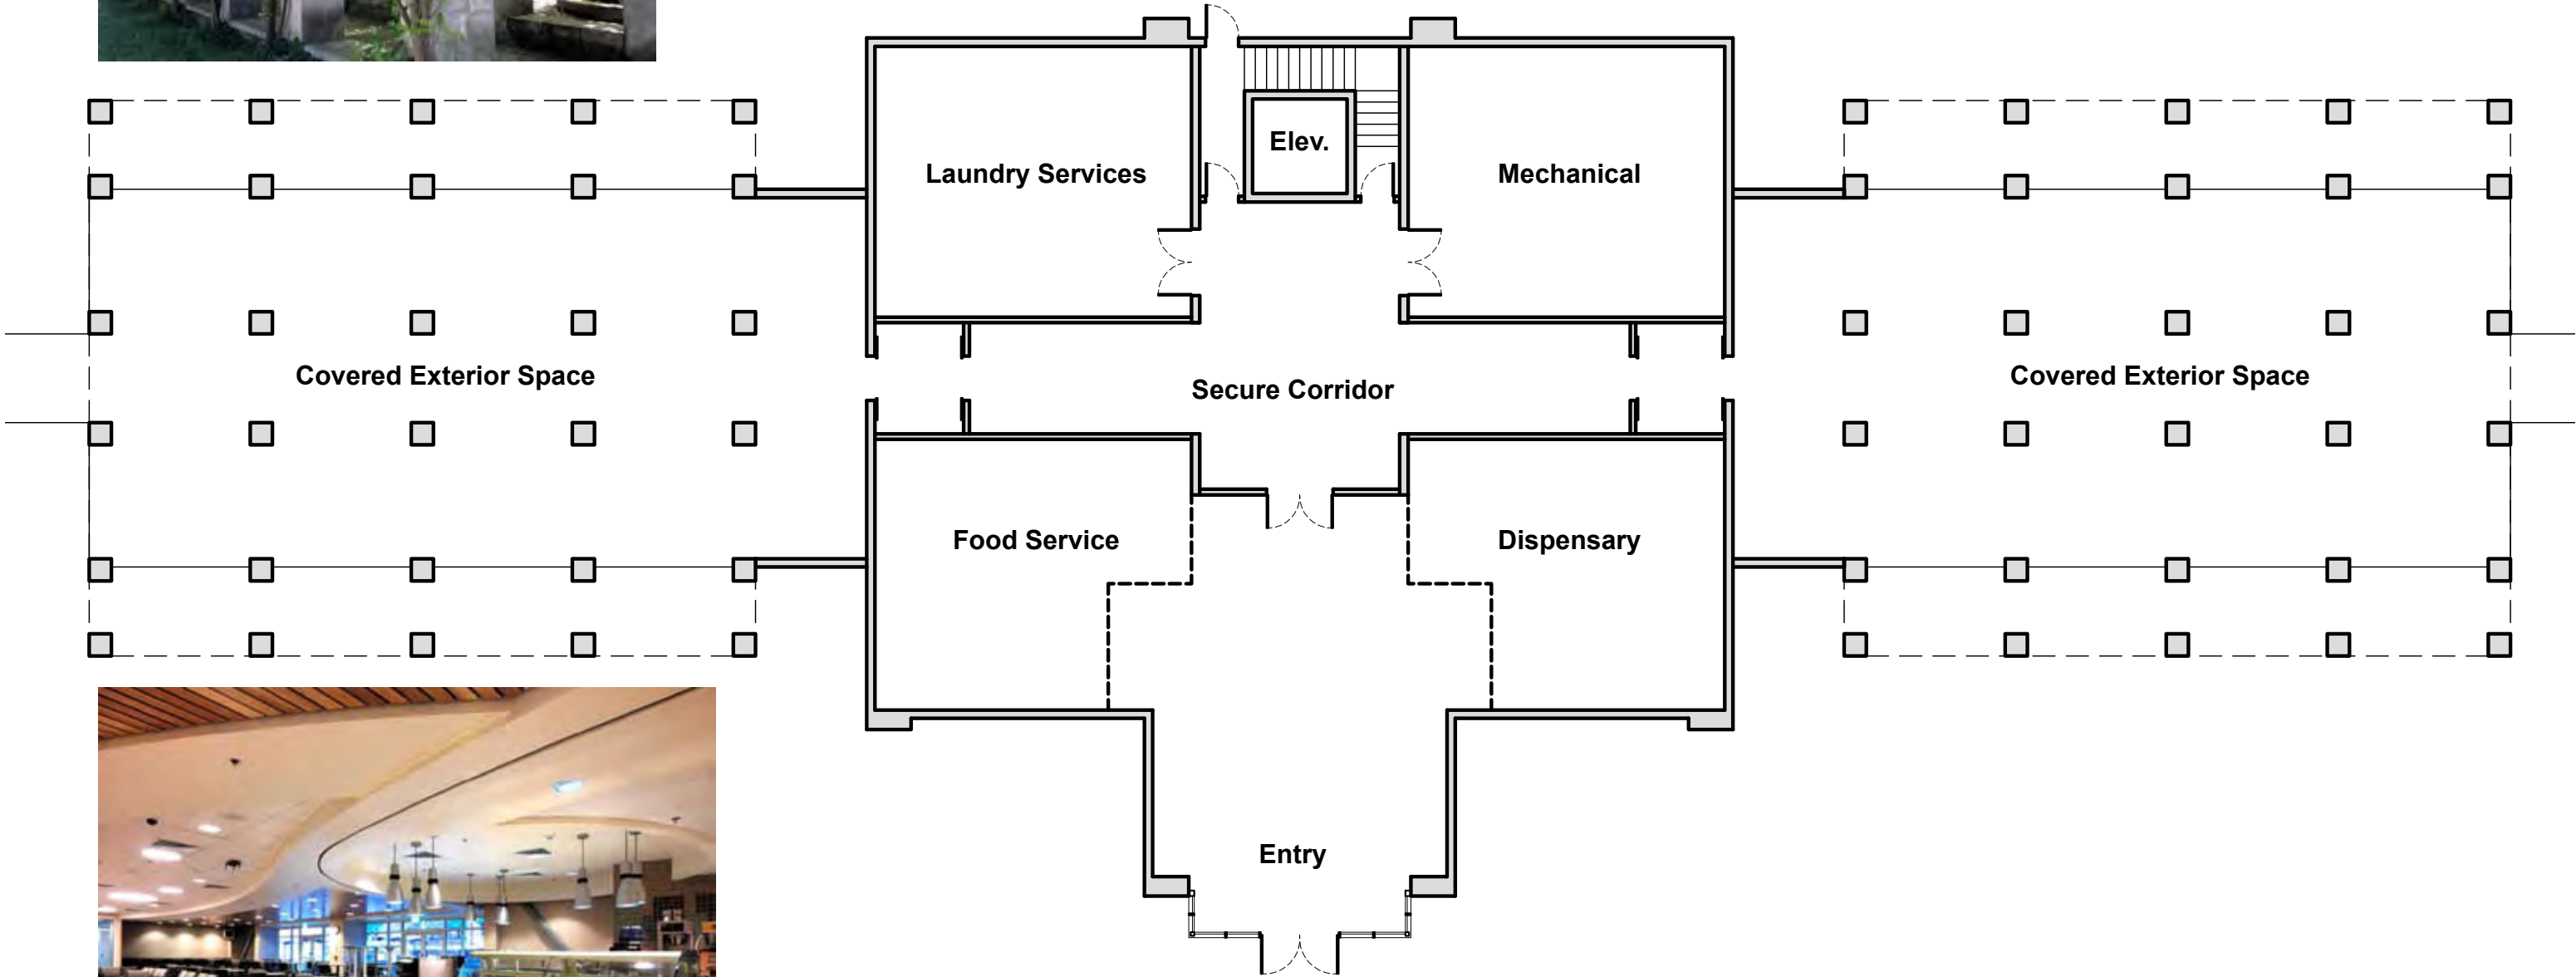 Elev.
Laundry Services
Mechanical
Covered Exterior Space
Secure Corridor
Covered Exterior Space
Food Service
Dispensary
Entry